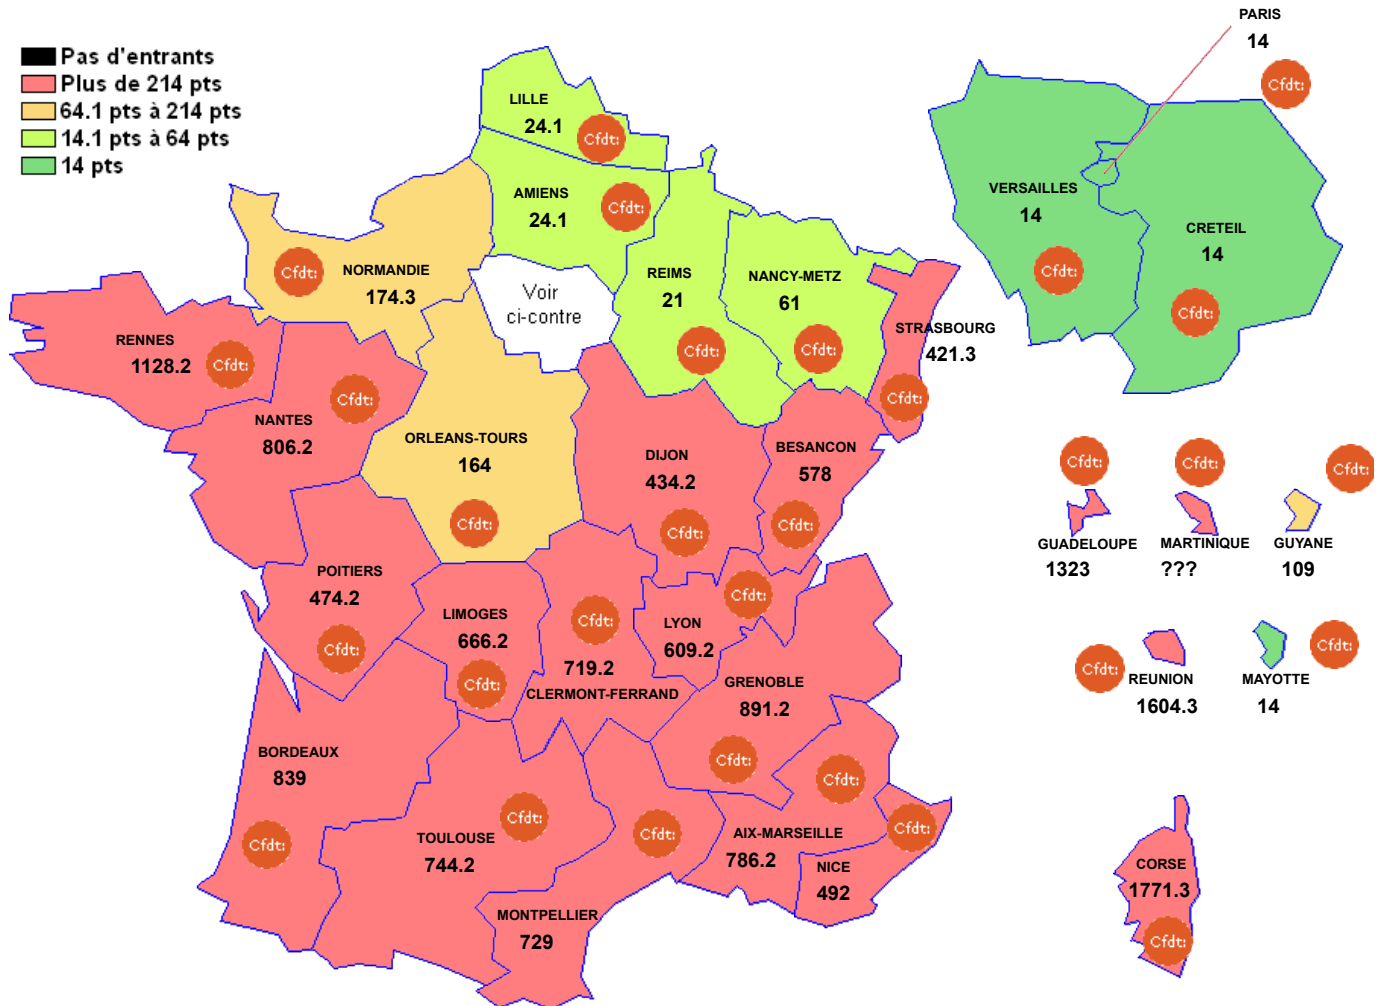 Pas d'entrants
Plus de 214 pts
64.1 pts à 214 pts
14.1 pts à 64 pts
14 pts
PARIS
14
Cfdt:
LILLE
24.1
Cfdt:
AMIENS
24.1
Cfdt:
VERSAILLES
14
Cfdt:
CRETEIL
14
Cfdt:
NORMANDIE
174.3
Cfdt:
Voir
ci-contre
REIMS
21
Cfdt:
NANCY-METZ
61
Cfdt:
STRASBOURG
421.3
Cfdt:
RENNES
1128.2
Cfdt:
NANTES
806.2
Cfdt:
ORLEANS-TOURS
164
Cfdt:
DIJON
434.2
Cfdt:
BESANCON
578
Cfdt:
Cfdt:
GUADELOUPE
1323
Cfdt:
MARTINIQUE
???
Cfdt:
GUYANE
109
POITIERS
474.2
Cfdt:
LIMOGES
666.2
Cfdt:
Cfdt:
719.2
CLERMONT-FERRAND
Cfdt:
LYON
609.2
GRENOBLE
891.2
Cfdt:
Cfdt:
REUNION
1604.3
Cfdt:
MAYOTTE
14
BORDEAUX
839
Cfdt:
TOULOUSE
744.2
Cfdt:
MONTPELLIER
729
Cfdt:
AIX-MARSEILLE
786.2
Cfdt:
NICE
492
Cfdt:
CORSE
1771.3
Cfdt: